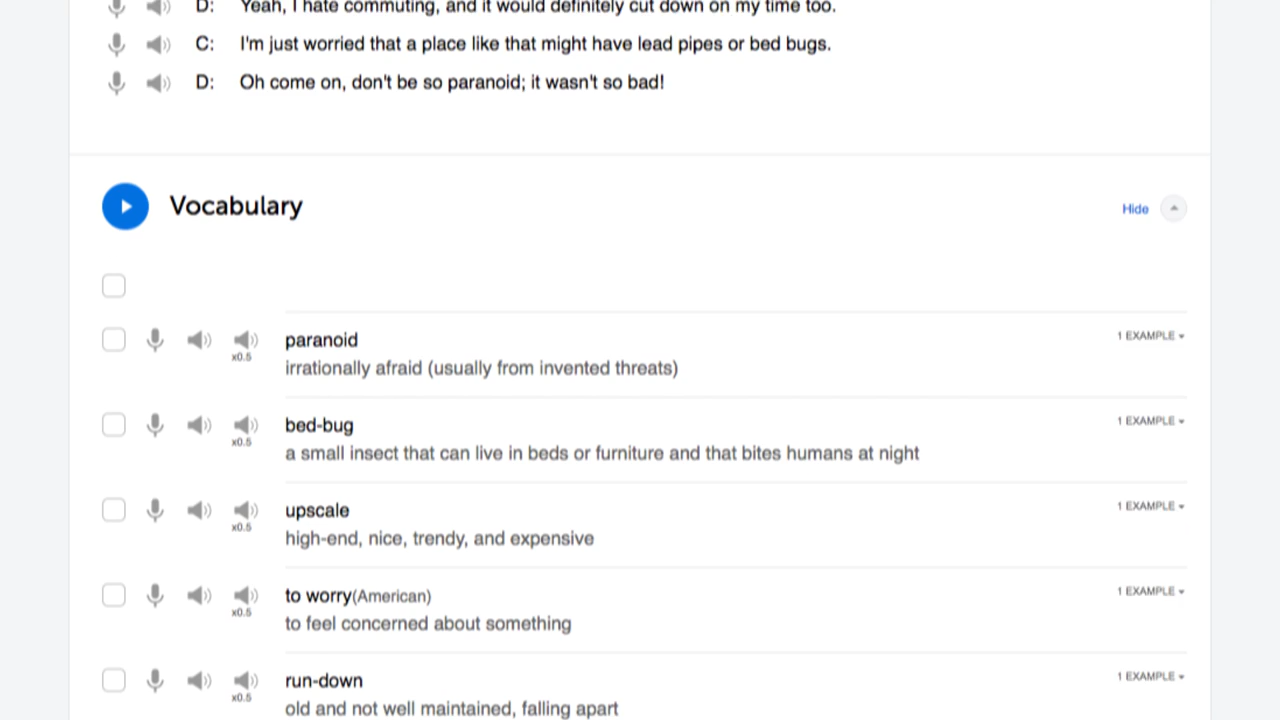 D: Yeah, I hate commuting, and it would definitely cut down on my time too.
C: I'm just worried that a place like that might have lead pipes or bed bugs.
D: Oh come on, don't be so paranoid; it wasn't so bad!
Vocabulary
Hide
paranoid
1 EXAMPLE
x0.5
irrationally afraid (usually from invented threats)
bed-bug
1 EXAMPLE
x0.5
a small insect that can live in beds or furniture and that bites humans at night
upscale
1 EXAMPLE
x0.5
high-end, nice, trendy, and expensive
to worry(American)
1 EXAMPLE
x0.5
to feel concerned about something
run-down
1 EXAMPLE
x0.5
old and not well maintained, falling apart